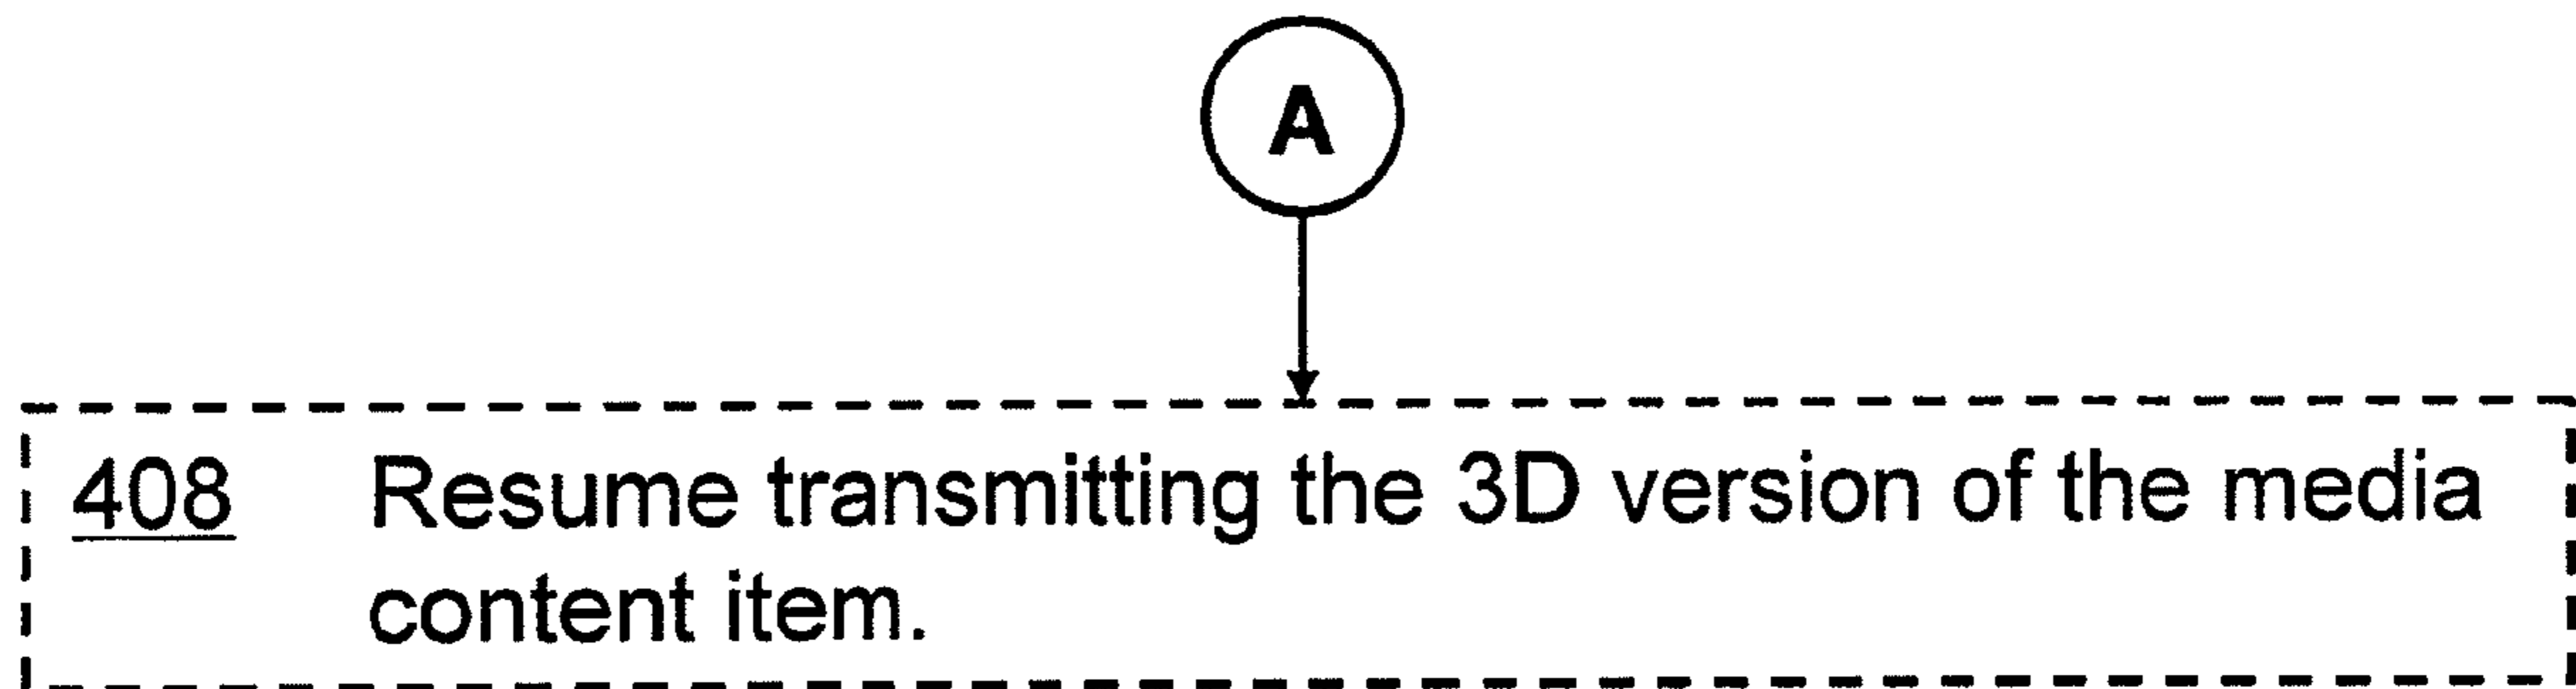 A
408 Resume transmitting the 3D version of the media
content item.